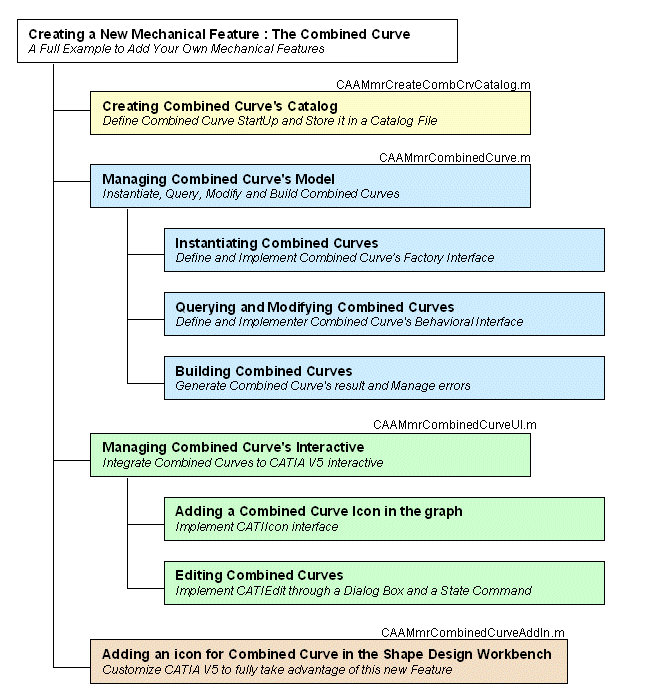 Creating a New Mechanical Feature : The Combined Curve
A Full Example to Add Your Own Mechanical Features
CAAMmrCreateCombCrvCatalog.m
Creating Combined Curve's Catalog
Define Combined Curve StartUp and Store it in a Catalog File
CAAMmrCombinedCurve.m
Managing Combined Curve's Model
Instantiate, Query, Modify and Build Combined Curves
Instantiating Combined Curves
Define and Implement Combined Curve's Factory Interface
Querying and Modifying Combined Curves
Define and Implementer Combined Curve's Behavioral Interface
Building Combined Curves
Generate Combined Curve's result and Manage errors
CAAMmrCombinedCurveUI.m
Managing Combined Curve's Interactive
Integrate Combined Curves to CATIA V5 interactive
Adding a Combined Curve Icon in the graph
Implement CATIIcon interface
Editing Combined Curves
Implement CATIEdit through a Dialog Box and a State Command
CAAMmrCombinedCurveAddIn.m
Adding an icon for Combined Curve in the Shape Design Workbench
Customize CATIA V5 to fully take advantage of this new Feature